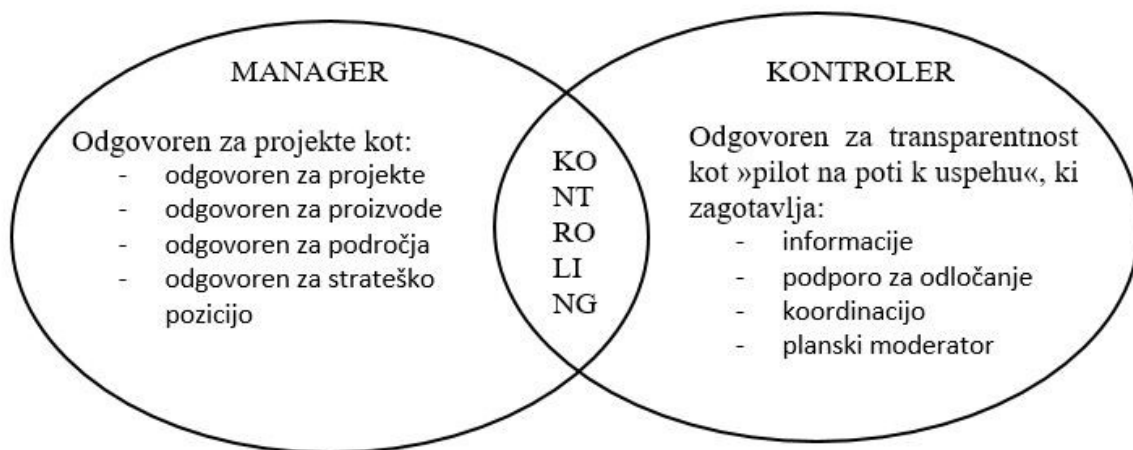 MANAGER
Odgovoren za projekte kot:
- odgovoren za projekte
- odgovoren za proizvode
- odgovoren za področja
- odgovoren za strateško
pozicijo
KO
NT
RO
LI
NG
KONTROLER
Odgovoren za transparentnost
kot »pilot na poti k uspehu«, ki
zagotavlja:
- informacije
- podporo za odločanje
- koordinacijo
- planski moderator